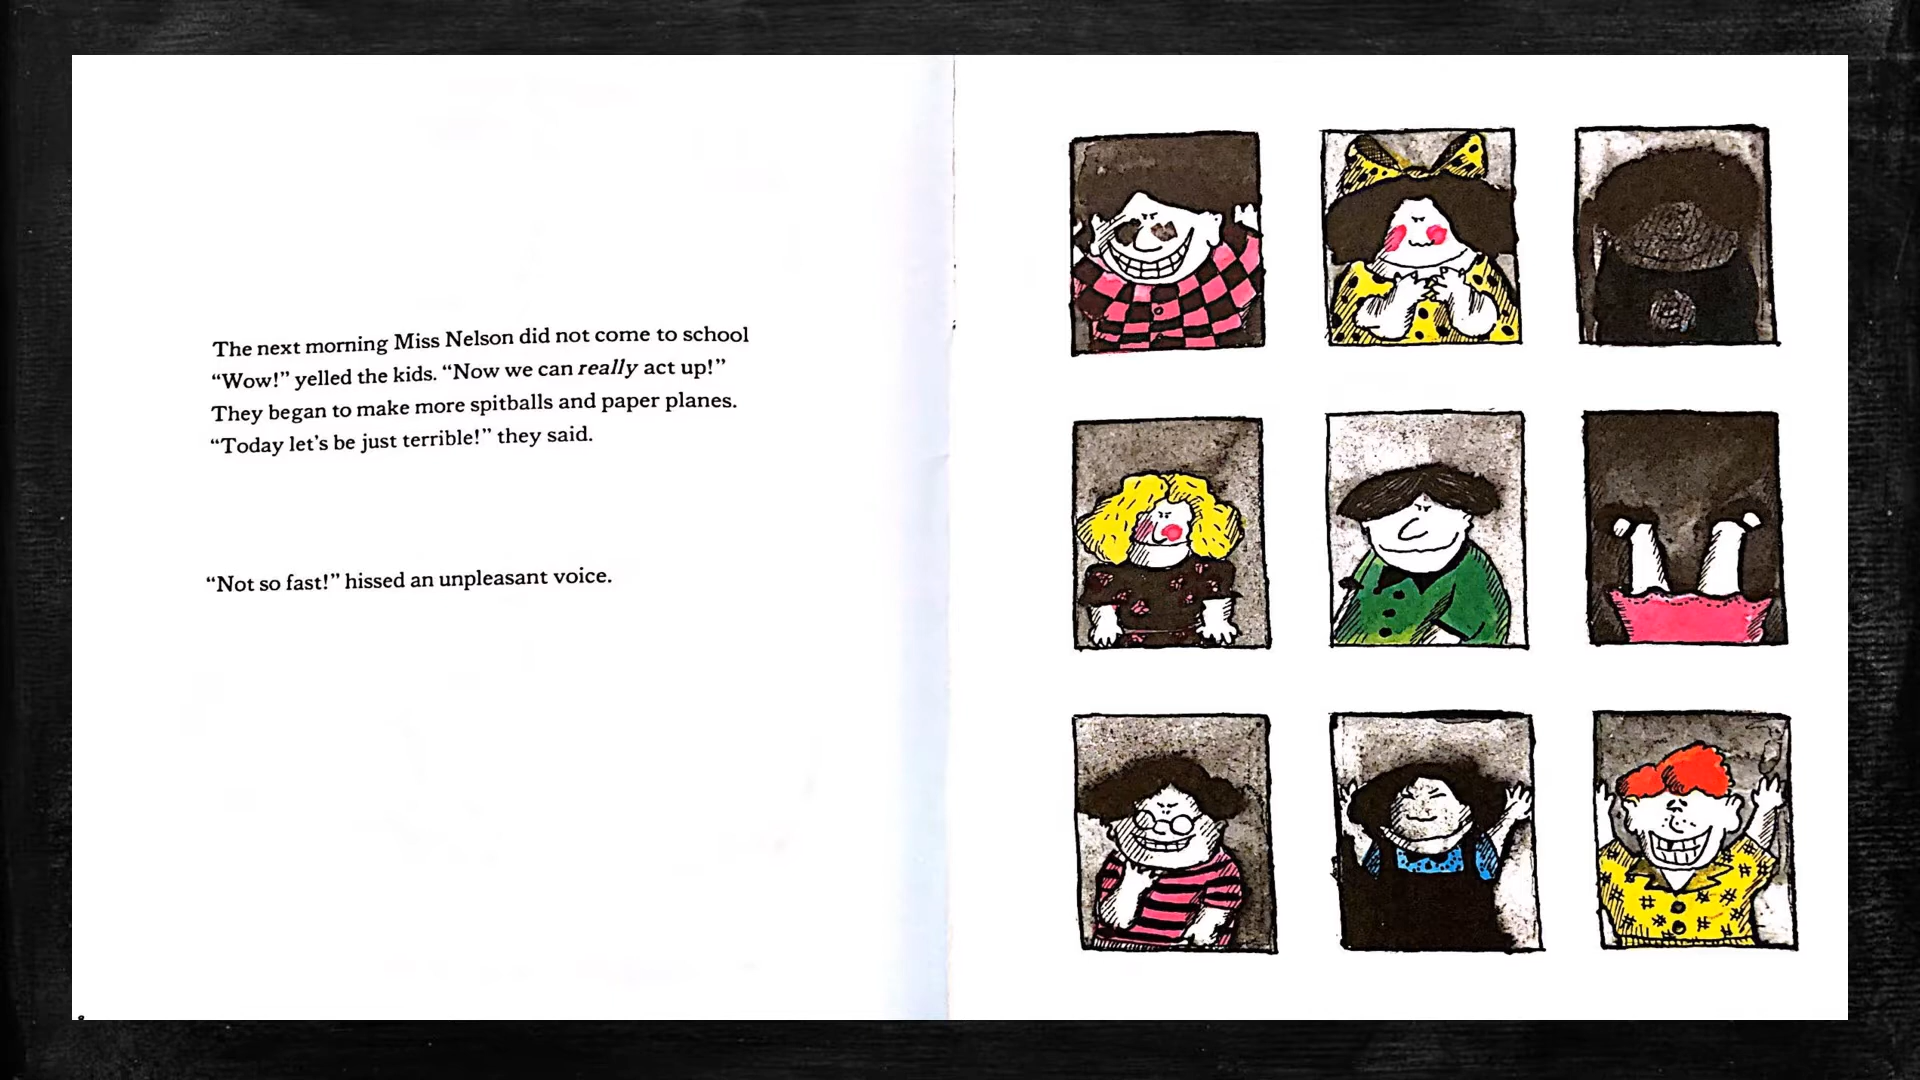 The next morning Miss Nelson did not come to school
“Wow!” yelled the kids. “Now we can really act up!”
They began to make more spitballs and paper planes.
“Today let’s be just terrible!” they said.
“Not so fast!” hissed an unpleasant voice.